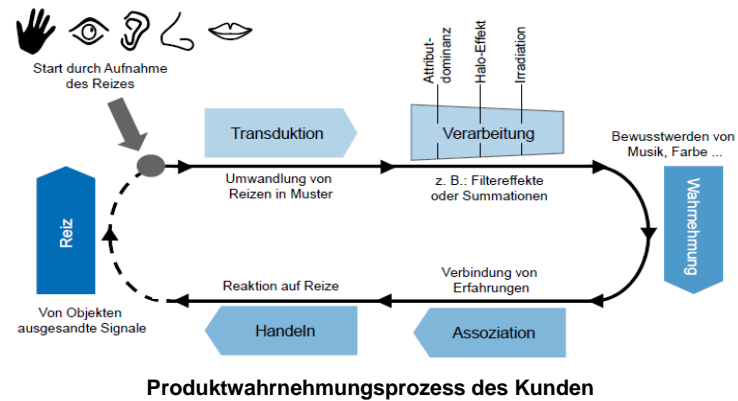 Start durch Aufnahme
des Reizes
Attribut-
dominanz
Halo-Effekt
Irradiation
Transduktion
Verarbeitung
Bewusstwerden von
Musik, Farbe ...
Umwandlung von
Reizen in Muster
z. B.: Filtereffekte
oder Summationen
Reiz
Wahrnehmung
Reaktion auf Reize
Verbindung von
Erfahrungen
Von Objekten
ausgesandte Signale
Handeln
Assoziation
Produktwahrnehmungsprozess des Kunden